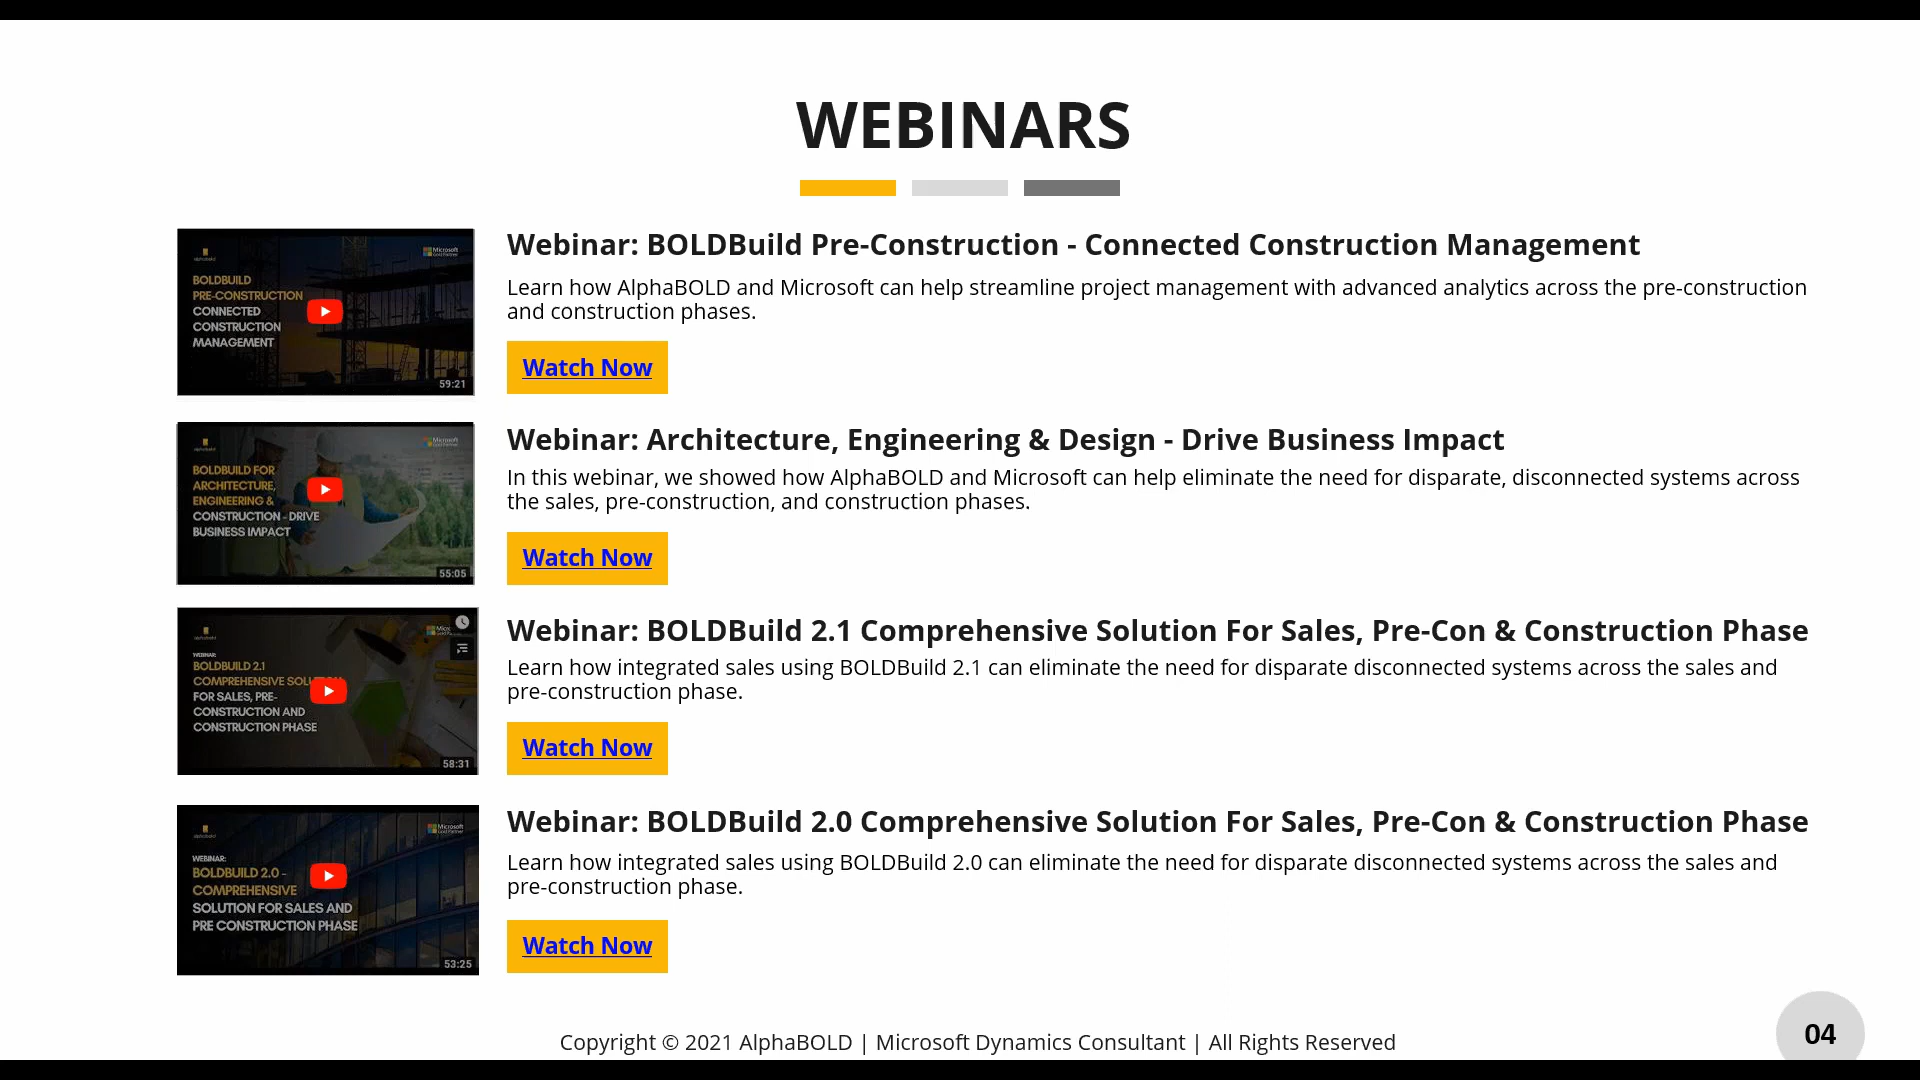 WEBINARS
Microsoft
Gold Partner
BOLDBUILD
PRE-CONSTRUCTION
CONNECTED
CONSTRUCTION
MANAGEMENT
59:21
Webinar: BOLDBuild Pre-Construction - Connected Construction Management
Learn how AlphaBOLD and Microsoft can help streamline project management with advanced analytics across the pre-construction
and construction phases.
Watch Now
Microsoft
BOLDBUILD FOR
ARCHITECTURE,
ENGINEERING &
CONSTRUCTION - DRIVE
BUSINESS IMPACT
55:05
Webinar: Architecture, Engineering & Design - Drive Business Impact
In this webinar, we showed how AlphaBOLD and Microsoft can help eliminate the need for disparate, disconnected systems across
the sales, pre-construction, and construction phases.
Watch Now
WEBINAR:
BOLDBUILD 2.1
COMPREHENSIVE
FOR SALES, PRE-
CONSTRUCTION AND
CONSTRUCTION PHASE
58:31
Webinar: BOLDBuild 2.1 Comprehensive Solution For Sales, Pre-Con & Construction Phase
Learn how integrated sales using BOLDBuild 2.1 can eliminate the need for disparate disconnected systems across the sales and
pre-construction phase.
Watch Now
Microsoft
Gold Partner
WEBINAR:
BOLDBUILD 2.0 -
COMPREHENSIVE
SOLUTION FOR SALES AND
PRE CONSTRUCTION PHASE
53:25
Webinar: BOLDBuild 2.0 Comprehensive Solution For Sales, Pre-Con & Construction Phase
Learn how integrated sales using BOLDBuild 2.0 can eliminate the need for disparate disconnected systems across the sales and
pre-construction phase.
Watch Now
Copyright © 2021 AlphaBOLD | Microsoft Dynamics Consultant | All Rights Reserved
04